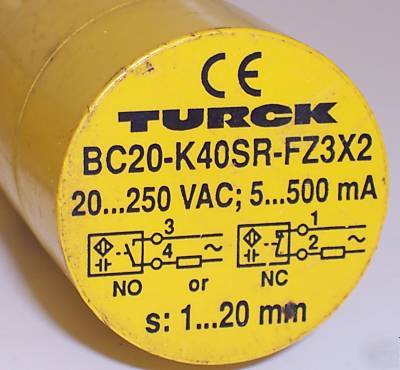 CE
TURCK
BC20-K40SR-FZ3X2
20...250 VAC; 5...500 mA
3 1
4 2
NO or NC
s: 1...20 mm